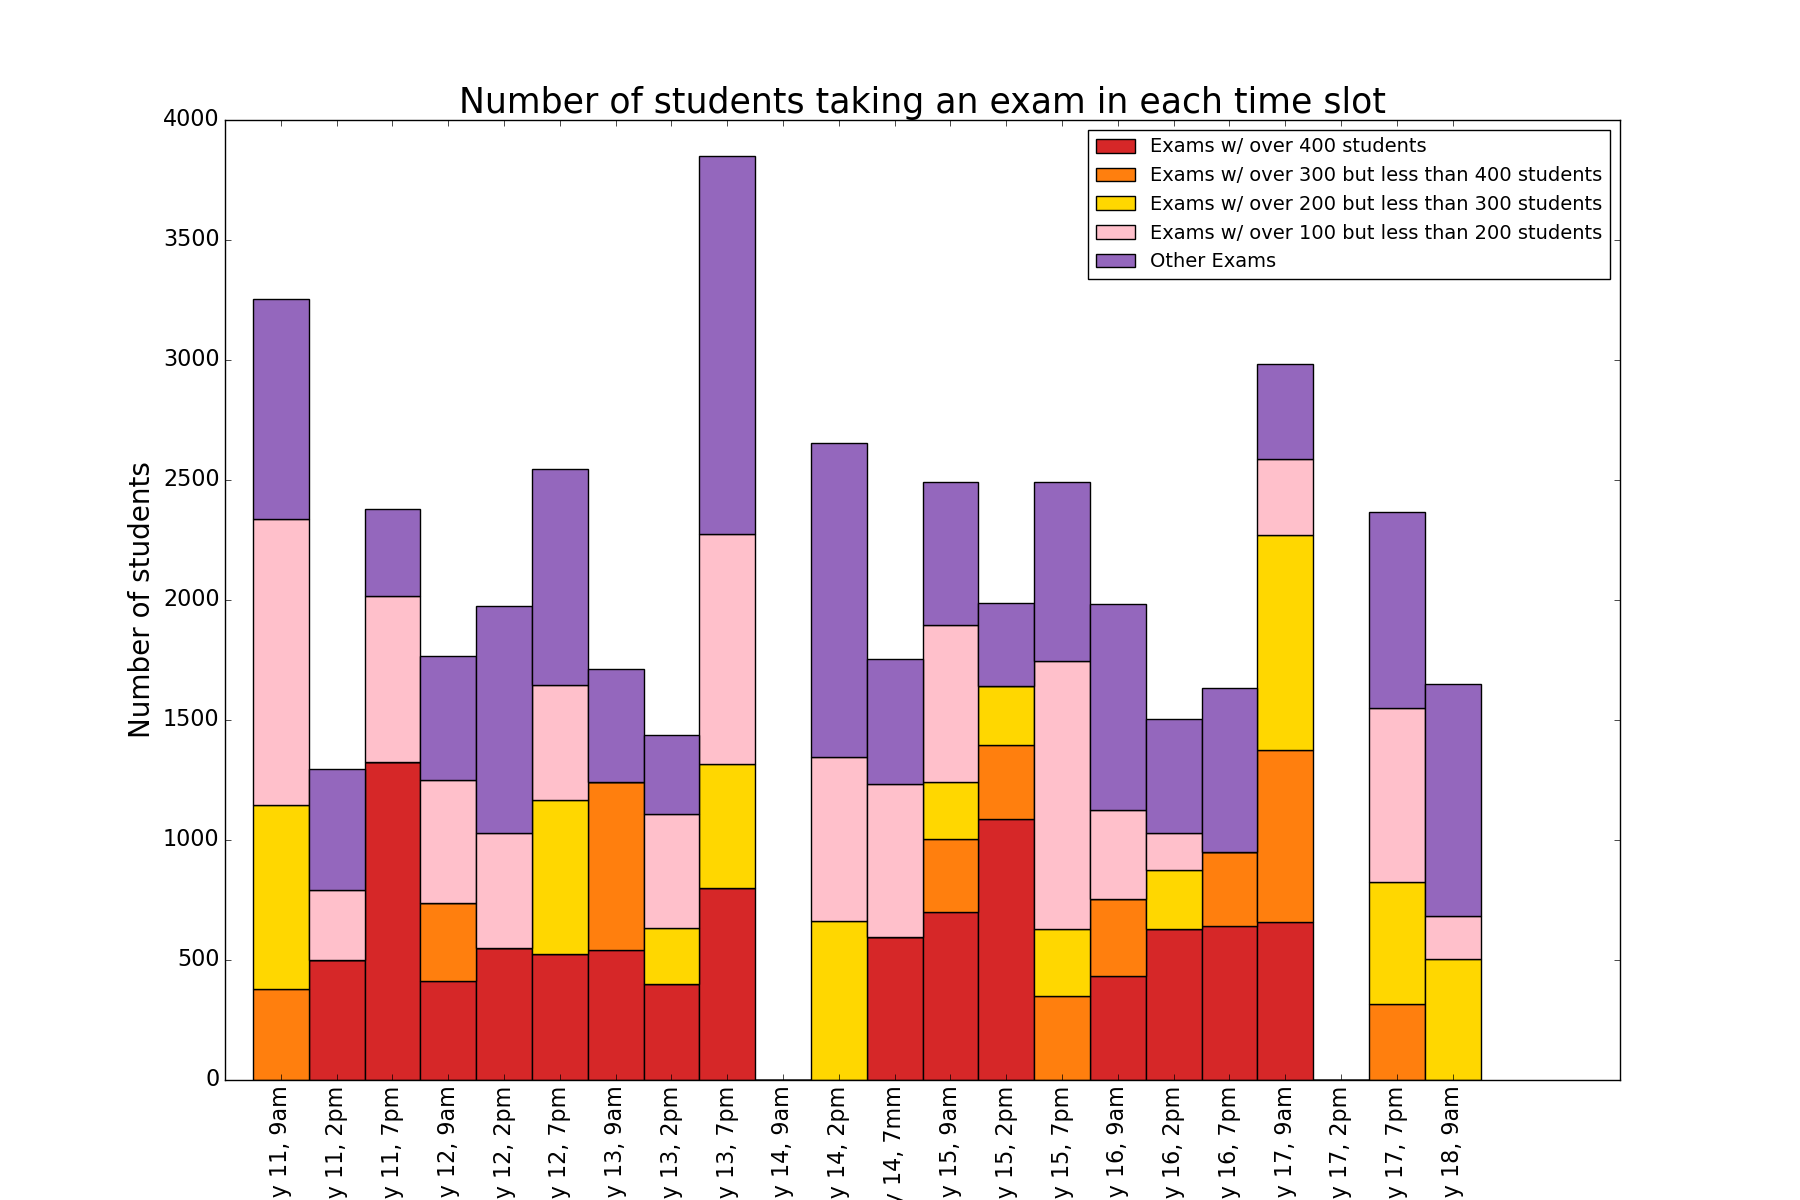 Number of students taking an exam in each time slot
Number of students
4000
3500
3000
2500
2000
1500
1000
500
0
Exams w/ over 400 students
Exams w/ over 300 but less than 400 students
Exams w/ over 200 but less than 300 students
Exams w/ over 100 but less than 200 students
Other Exams
y 11, 9am
y 11, 2pm
y 11, 7pm
y 12, 9am
y 12, 2pm
y 12, 7pm
y 13, 9am
y 13, 2pm
y 13, 7pm
y 14, 9am
y 14, 2pm
y 14, 7mm
y 15, 9am
y 15, 2pm
y 15, 7pm
y 16, 9am
y 16, 2pm
y 16, 7pm
y 17, 9am
y 17, 2pm
y 17, 7pm
y 18, 9am